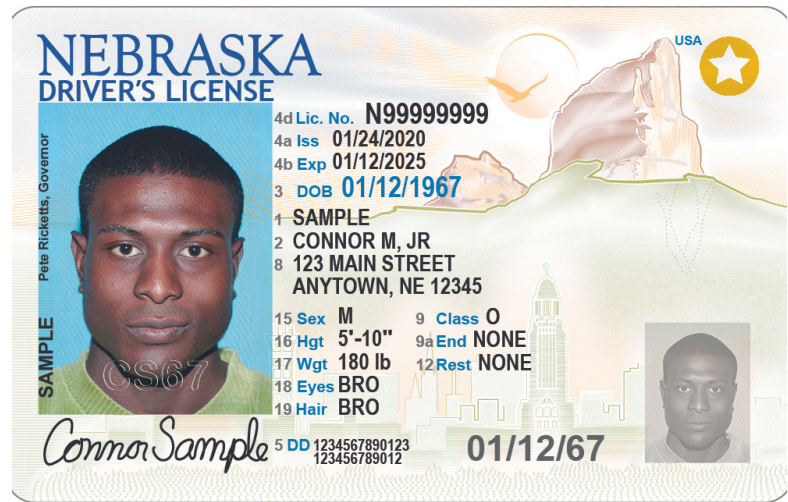 NEBRASKA
USA
DRIVER'S LICENSE
Pete Ricketts, Governor
SAMPLE
4d Lic. No. N99999999
4a Iss 01/24/2020
4b Exp 01/12/2025
3 DOB 01/12/1967
1 SAMPLE
2 CONNOR M, JR
8 123 MAIN STREET
ANYTOWN, NE 12345
15 Sex M 9 Class O
16 Hgt 5'-10" 9a End NONE
17 Wgt 180 lb 12 Rest NONE
18 Eyes BRO
19 Hair BRO
CS67
Connor Sample
5 DD 1234567890123
123456789012
01/12/67